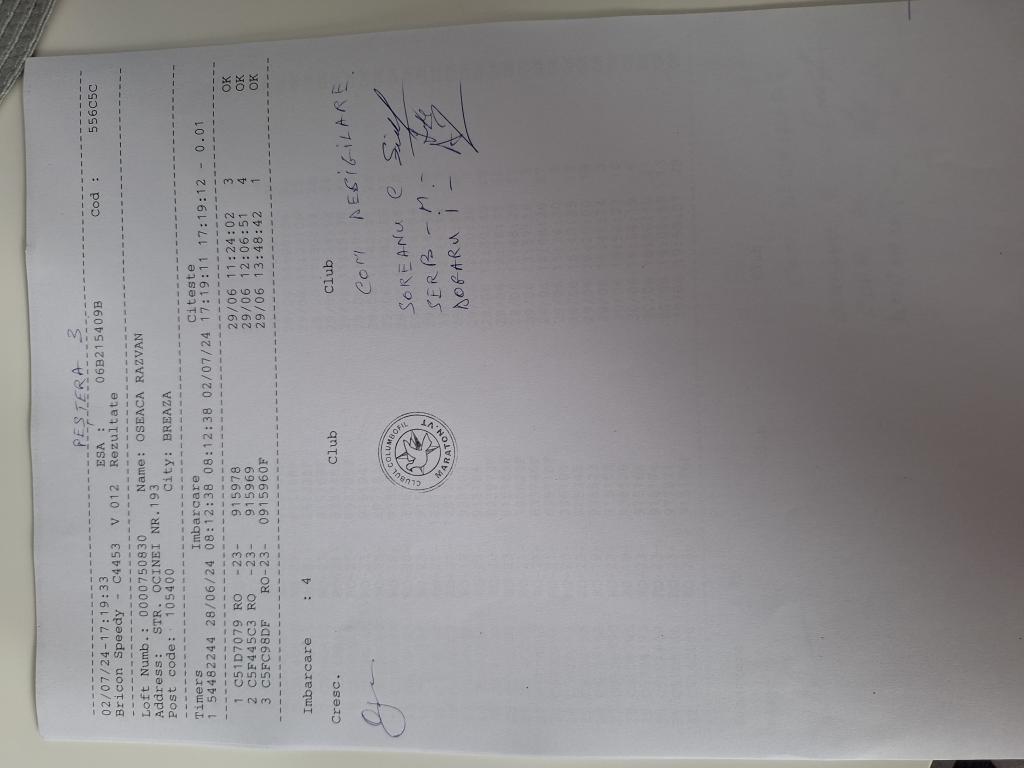 PESTERA 3
02/07/24-17:19:33 ESA : 06B215409B Cod : 556C5C
Bricon Speedy - C4453 V 012 Rezultate
Loft Numb.: 0000750830 Name: OSEACA RAZVAN
Address: STR. OCINEI NR.193
Post code: 105400 City: BREAZA
Timers Imbarcare Citeste
1 54482244 28/06/24 08:12:38 08:12:38 02/07/24 17:19:11 17:19:12 - 0.01
1 C51D7079 RO -23- 915978 29/06 11:24:02 3 OK
2 C5F445C3 RO -23- 915969 29/06 12:06:51 4 OK
3 C5FC98DF RO-23- 0915960F 29/06 13:48:42 1 OK
Imbarcare : 4
Cresc. Club Club
COM DESIGILARE.
SOREANU C
SERB - M. -
DOBARU i -
CLUBUL COLUMBOFIL
MARATON-VT